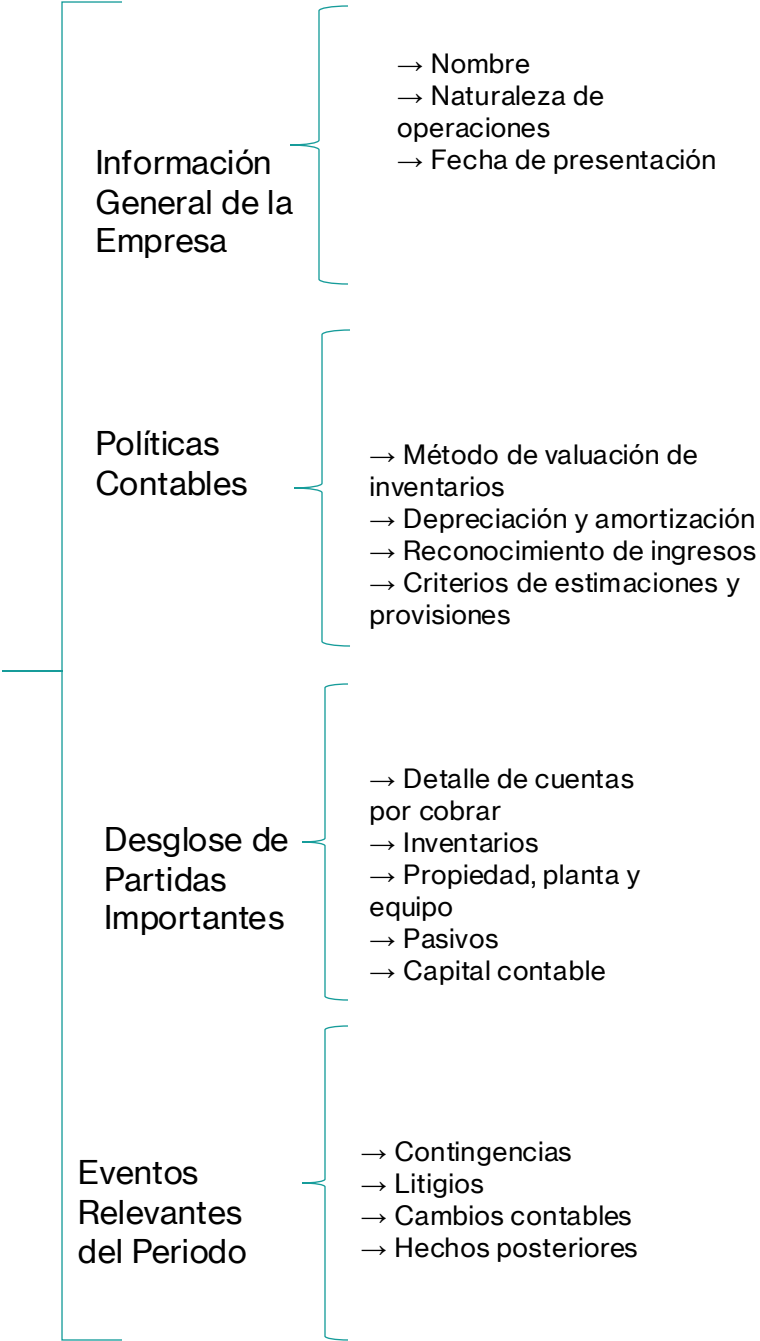 Información
General de la
Empresa
→ Nombre
→ Naturaleza de
operaciones
→ Fecha de presentación
Políticas
Contables
→ Método de valuación de
inventarios
→ Depreciación y amortización
→ Reconocimiento de ingresos
→ Criterios de estimaciones y
provisiones
Desglose de
Partidas
Importantes
→ Detalle de cuentas
por cobrar
→ Inventarios
→ Propiedad, planta y
equipo
→ Pasivos
→ Capital contable
Eventos
Relevantes
del Periodo
→ Contingencias
→ Litigios
→ Cambios contables
→ Hechos posteriores